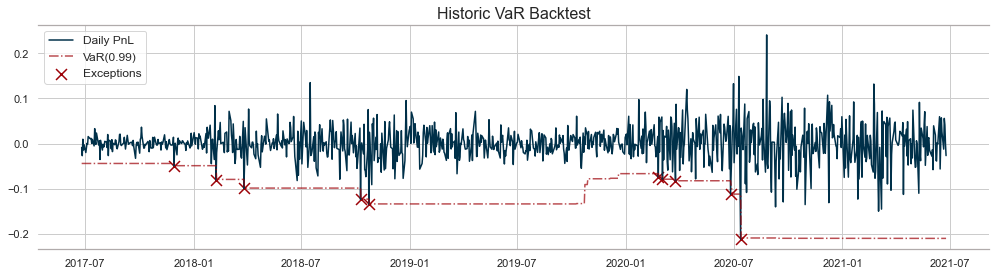 Historic VaR Backtest
Daily PnL
VaR(0.99)
Exceptions
0.2
0.1
0.0
−0.1
−0.2
2017-07 2018-01 2018-07 2019-01 2019-07 2020-01 2020-07 2021-01 2021-07